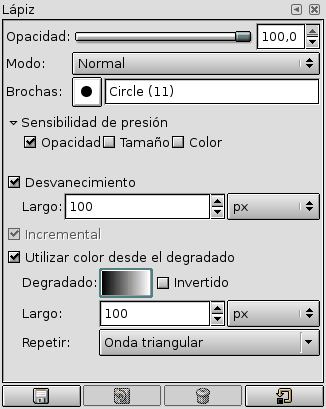 Lápiz
Opacidad: 100,0
Modo: Normal
Brochas: Circle (11)
Sensibilidad de presión
Opacidad Tamaño Color
Desvanecimiento
Largo: 100 px
Incremental
Utilizar color desde el degradado
Degradado: Invertido
Largo: 100 px
Repetir: Onda triangular